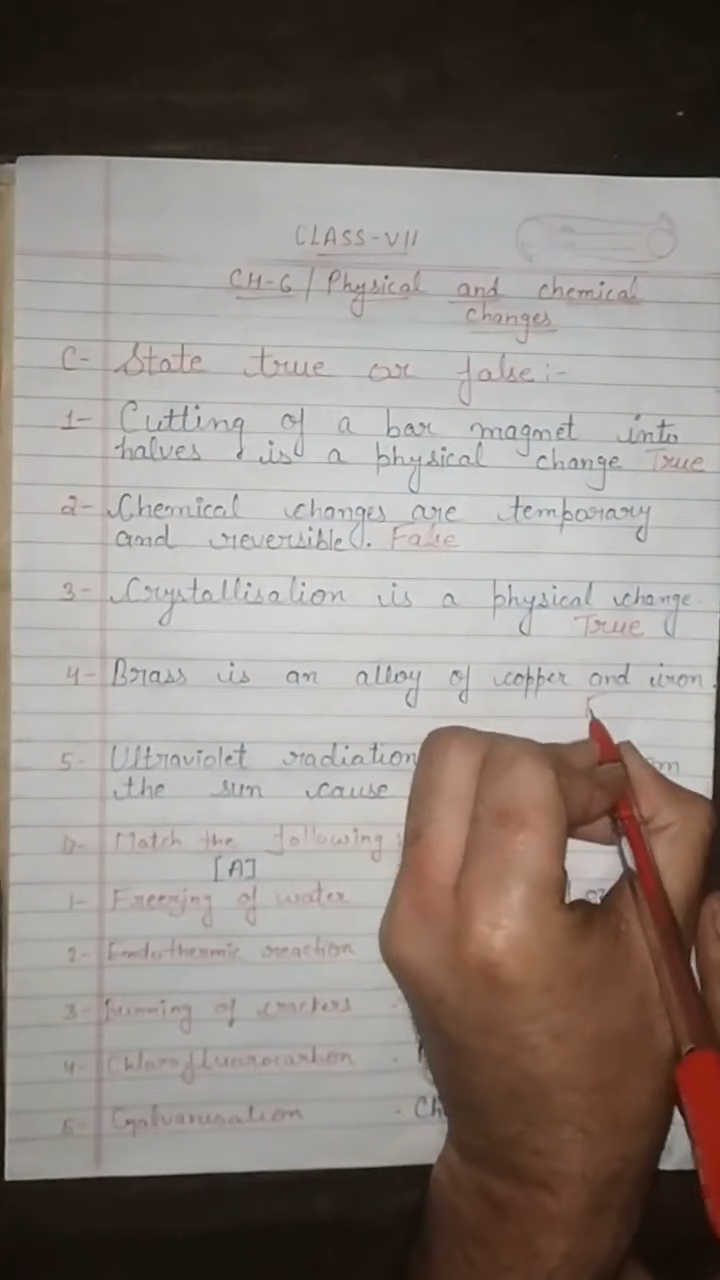 CLASS-VII
CH-6 / Physical and chemical
changes
C- State true or false:-
1- Cutting of a bar magnet into
halves is a physical change True
2- Chemical changes are temporary
and reversible. False
3- Crystallisation is a physical change.
True
4- Brass is an alloy of copper and iron.
5- Ultraviolet radiation
the sun cause
D- Match the following
[A]
1- Freezing of water
2- Endothermic reaction
3- Burning of crackers
4- Chlorofluorocarbon
5- Galvanisation